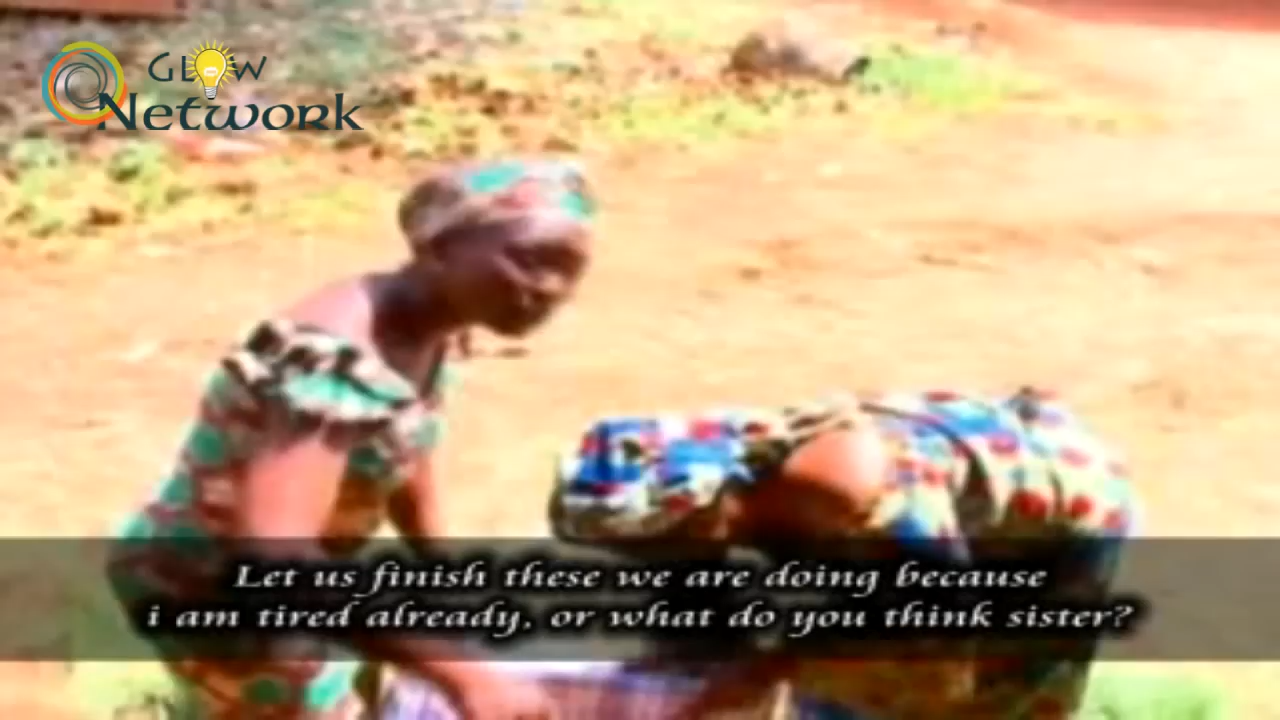 GLOW
Network
Let us finish these we are doing because
i am tired already, or what do you think sister?